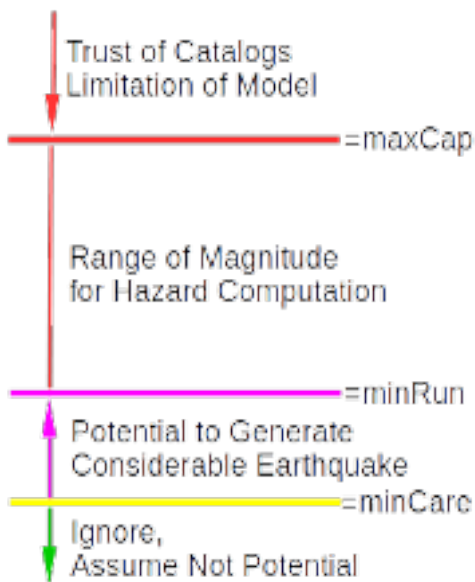 Trust of Catalogs
Limitation of Model
=maxCap
Range of Magnitude
for Hazard Computation
=minRun
Potential to Generate
Considerable Earthquake
=minCare
Ignore,
Assume Not Potential